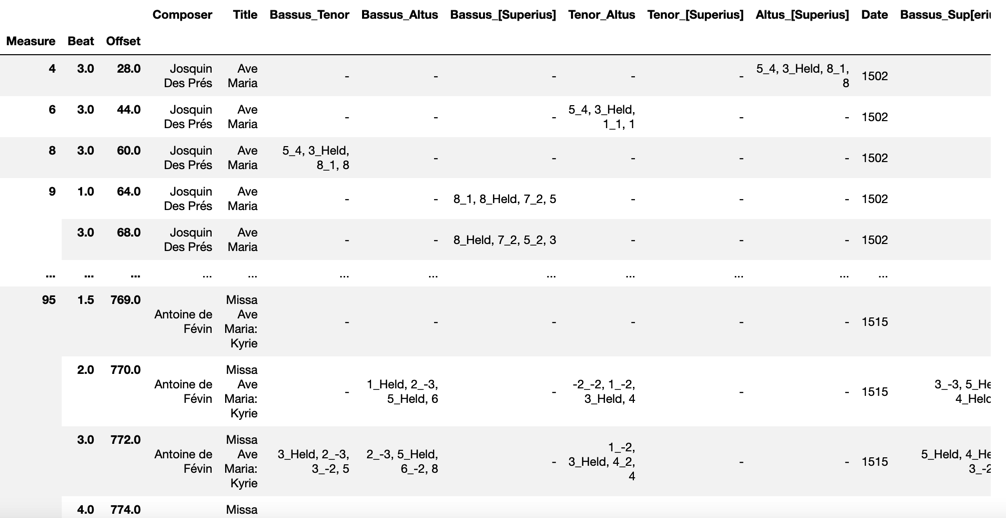 Composer Title Bassus_Tenor Bassus_Altus Bassus_[Superius] Tenor_Altus Tenor_[Superius] Altus_[Superius] Date Bassus_Sup[eriu
Measure Beat Offset
4 3.0 28.0 Josquin Des Prés Ave Maria - - - - - 5_4, 3_Held, 8_1, 8 1502
6 3.0 44.0 Josquin Des Prés Ave Maria - - - 5_4, 3_Held, 1_1, 1 - - 1502
8 3.0 60.0 Josquin Des Prés Ave Maria 5_4, 3_Held, 8_1, 8 - - - - - 1502
9 1.0 64.0 Josquin Des Prés Ave Maria - - 8_1, 8_Held, 7_2, 5 - - - 1502
3.0 68.0 Josquin Des Prés Ave Maria - - 8_Held, 7_2, 5_2, 3 - - - 1502
... ... ... ... ... ... ... ... ... ... ... ...
95 1.5 769.0 Antoine de Févin Missa Ave Maria: Kyrie - - - - - - 1515
2.0 770.0 Antoine de Févin Missa Ave Maria: Kyrie - 1_Held, 2_-3, 5_Held, 6 - -2_-2, 1_-2, 3_Held, 4 - - 1515 3_-3, 5_He 4_Held
3.0 772.0 Antoine de Févin Missa Ave Maria: Kyrie 3_Held, 2_-3, 3_-2, 5 2_-3, 5_Held, 6_-2, 8 - 1_-2, 3_Held, 4_2, 4 - - 1515 5_Held, 4_He 3_-2
4.0 774.0 Missa